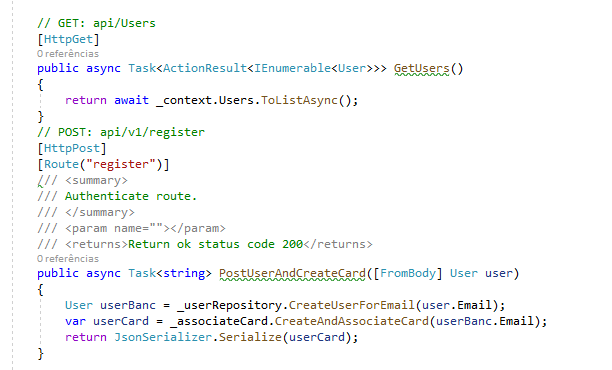 // GET: api/Users
[HttpGet]
0 referências
public async Task<ActionResult<IEnumerable<User>>> GetUsers()
{
return await _context.Users.ToListAsync();
}
// POST: api/v1/register
[HttpPost]
[Route("register")]
/// <summary>
/// Authenticate route.
/// </summary>
/// <param name=""></param>
/// <returns>Return ok status code 200</returns>
0 referências
public async Task<string> PostUserAndCreateCard([FromBody] User user)
{
User userBanc = _userRepository.CreateUserForEmail(user.Email);
var userCard = _associateCard.CreateAndAssociateCard(userBanc.Email);
return JsonSerializer.Serialize(userCard);
}